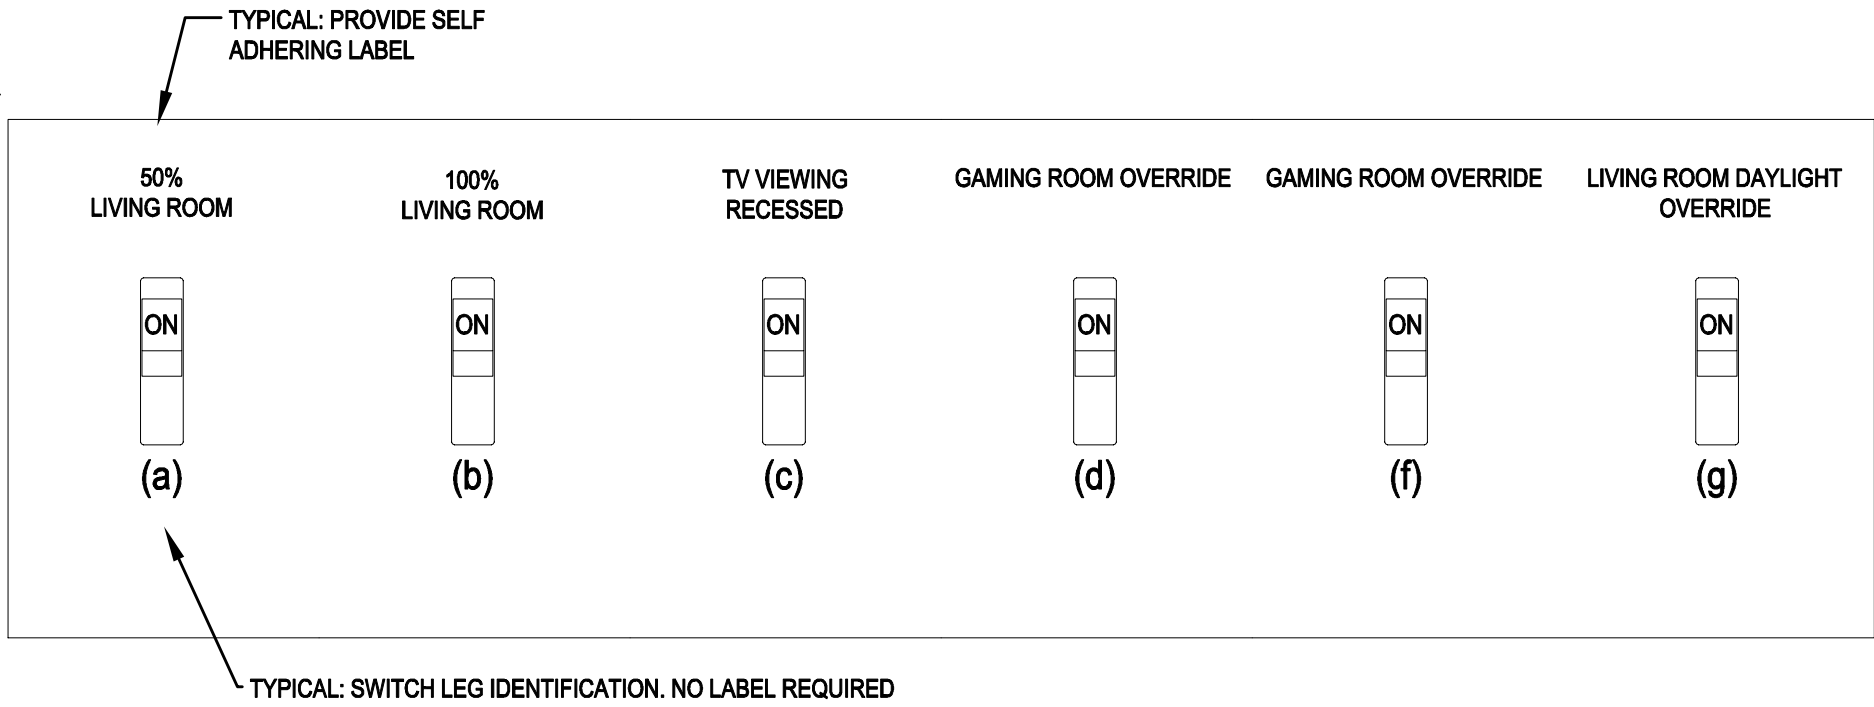 TYPICAL: PROVIDE SELF
ADHERING LABEL
50%
LIVING ROOM
100%
LIVING ROOM
TV VIEWING
RECESSED
GAMING ROOM OVERRIDE
GAMING ROOM OVERRIDE
LIVING ROOM DAYLIGHT
OVERRIDE
ON
ON
ON
ON
ON
ON
(a)
(b)
(c)
(d)
(f)
(g)
TYPICAL: SWITCH LEG IDENTIFICATION. NO LABEL REQUIRED